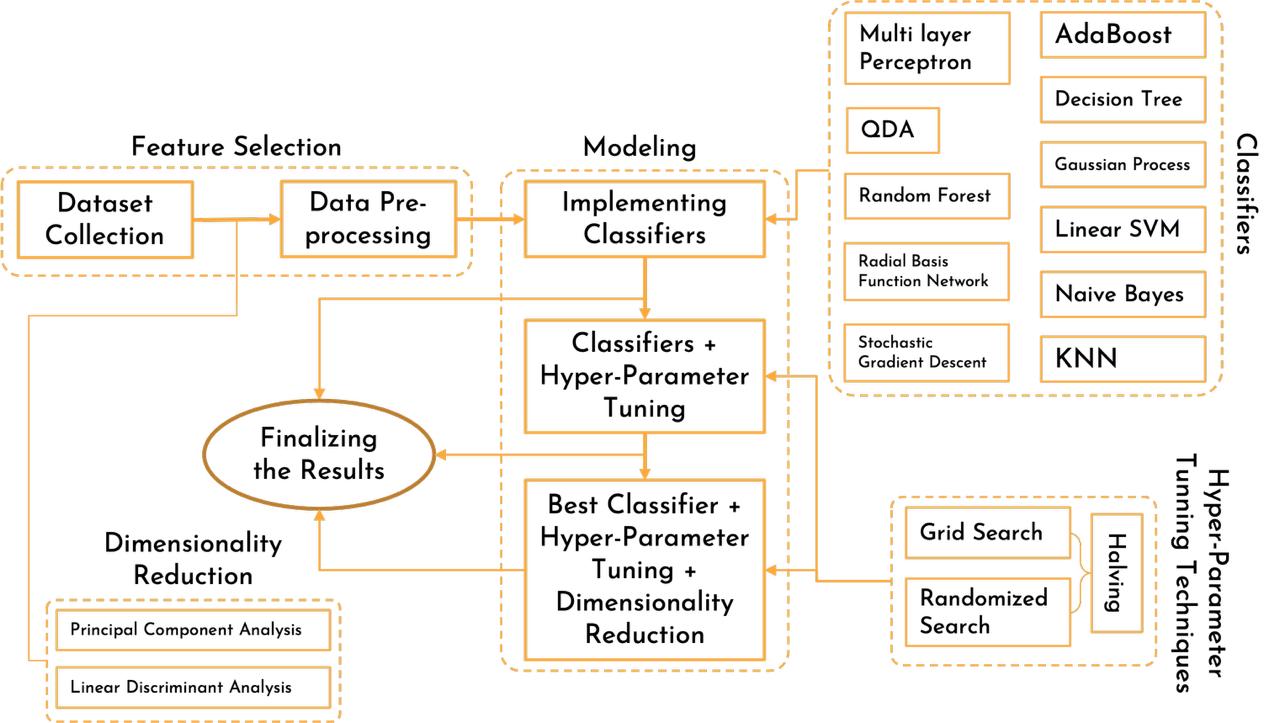 Feature Selection
Dataset
Collection
Data Pre-
processing
Modeling
Implementing
Classifiers
Classifiers +
Hyper-Parameter
Tuning
Best Classifier +
Hyper-Parameter
Tuning +
Dimensionality
Reduction
Finalizing
the Results
Dimensionality
Reduction
Principal Component Analysis
Linear Discriminant Analysis
Classifiers
Multi layer
Perceptron
QDA
Random Forest
Radial Basis
Function Network
Stochastic
Gradient Descent
AdaBoost
Decision Tree
Gaussian Process
Linear SVM
Naive Bayes
KNN
Hyper-Parameter
Tunning Techniques
Grid Search
Randomized
Search
Halving